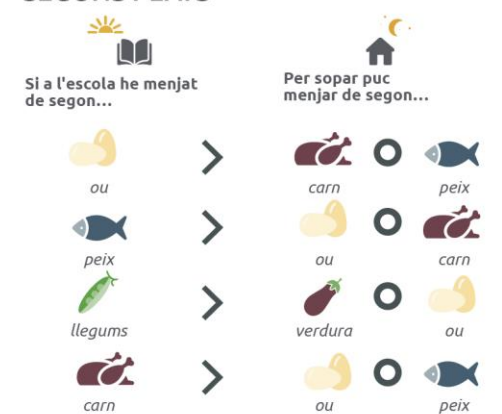 Si a l'escola he menjat
de segon...
Per sopar puc
menjar de segon...
ou
carn
O
peix
peix
ou
O
carn
llegums
verdura
O
ou
carn
ou
O
peix